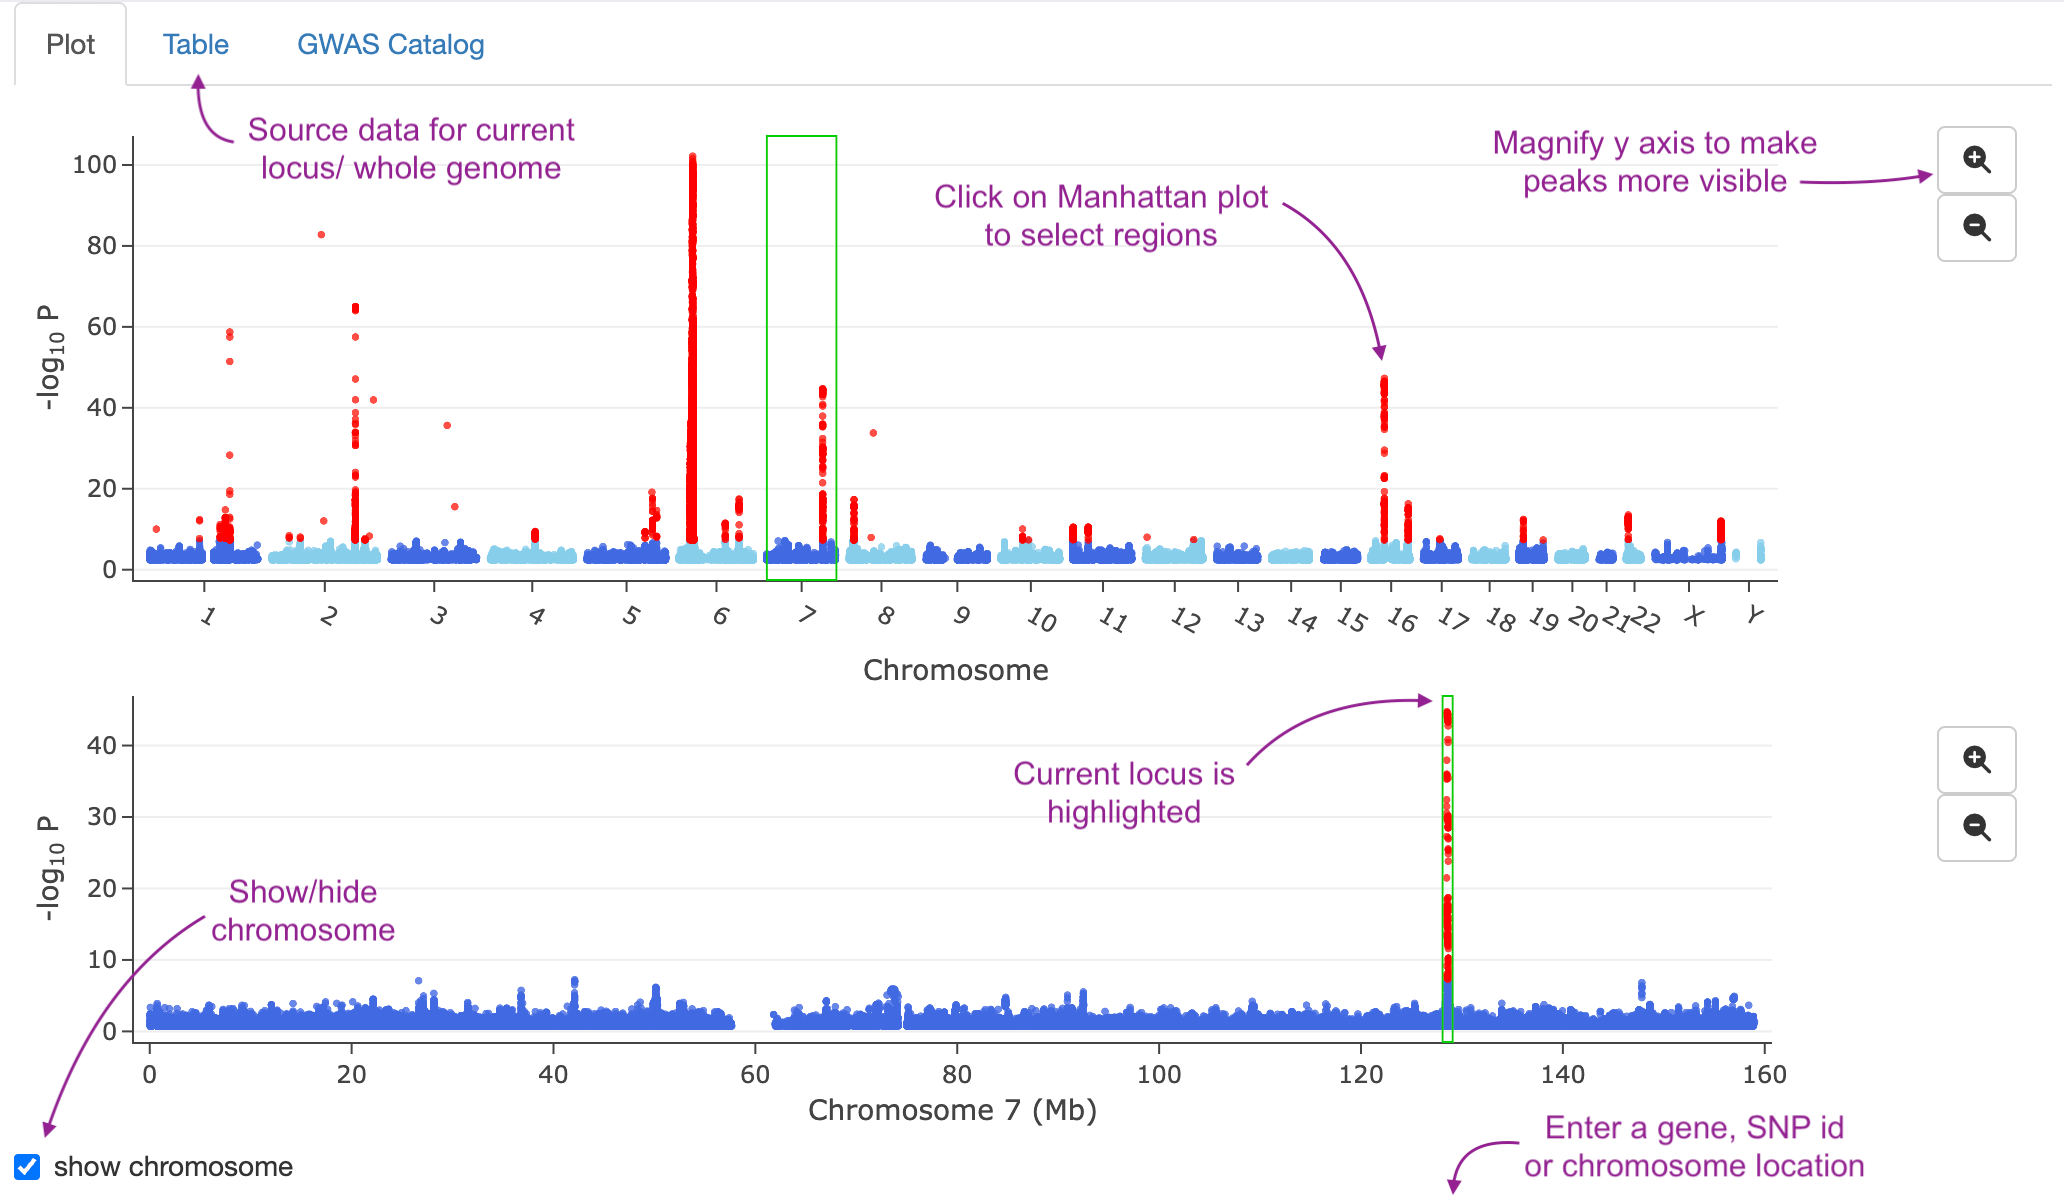 Plot Table GWAS Catalog
Source data for current
locus/ whole genome
Magnify y axis to make
peaks more visible
Click on Manhattan plot
to select regions
100
80
60
40
20
0
-log10 P
1 2 3 4 5 6 7 8 9 10 11 12 13 14 15 16 17 18 19 20 21 22 X Y
Chromosome
Current locus is
highlighted
40
30
20
10
0
-log10 P
Show/hide
chromosome
0 20 40 60 80 100 120 140 160
Chromosome 7 (Mb)
Enter a gene, SNP id
or chromosome location
show chromosome